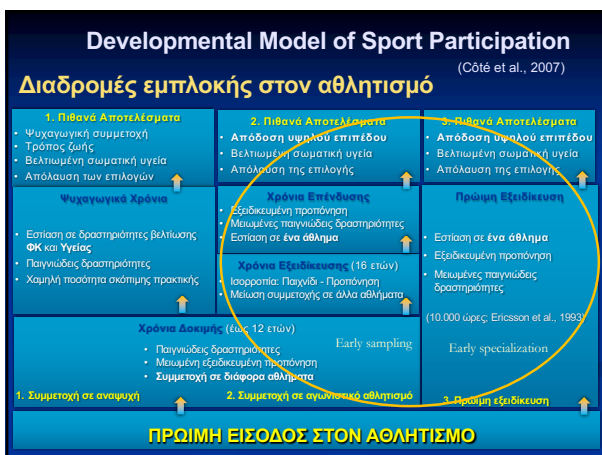 Developmental Model of Sport Participation
(Côté et al., 2007)
Διαδρομές εμπλοκής στον αθλητισμό
1. Πιθανά Αποτελέσματα
• Ψυχαγωγική συμμετοχή
• Τρόπος ζωής
• Βελτιωμένη σωματική υγεία
• Απόλαυση των επιλογών
2. Πιθανά Αποτελέσματα
• Απόδοση υψηλού επιπέδου
• Βελτιωμένη σωματική υγεία
• Απόλαυση της επιλογής
3. Πιθανά Αποτελέσματα
• Απόδοση υψηλού επιπέδου
• Βελτιωμένη σωματική υγεία
• Απόλαυση της επιλογής
Ψυχαγωγικά Χρόνια
• Εστίαση σε δραστηριότητες βελτίωσης
ΦΚ και Υγείας
• Παιγνιώδεις δραστηριότητες
• Χαμηλή ποσότητα σκόπιμης πρακτικής
Χρόνια Επένδυσης
• Εξειδικευμένη προπόνηση
• Μειωμένες παιγνιώδεις δραστηριότητες
• Εστίαση σε ένα άθλημα
Χρόνια Εξειδίκευσης (16 ετών)
• Ισορροπία: Παιχνίδι - Προπόνηση
• Μείωση συμμετοχής σε άλλα αθλήματα
Πρώιμη Εξειδίκευση
• Εστίαση σε ένα άθλημα
• Εξειδικευμένη προπόνηση
• Μειωμένες παιγνιώδεις
δραστηριότητες
(10.000 ώρες; Ericsson et al., 1993)
Early specialization
3. Πρώιμη εξειδίκευση
Χρόνια Δοκιμής (έως 12 ετών)
• Παιγνιώδεις δραστηριότητες
• Μειωμένη εξειδικευμένη προπόνηση
• Συμμετοχή σε διάφορα αθλήματα
Early sampling
1. Συμμετοχή σε αναψυχή
2. Συμμετοχή σε αγωνιστικό αθλητισμό
ΠΡΩΙΜΗ ΕΙΣΟΔΟΣ ΣΤΟΝ ΑΘΛΗΤΙΣΜΟ